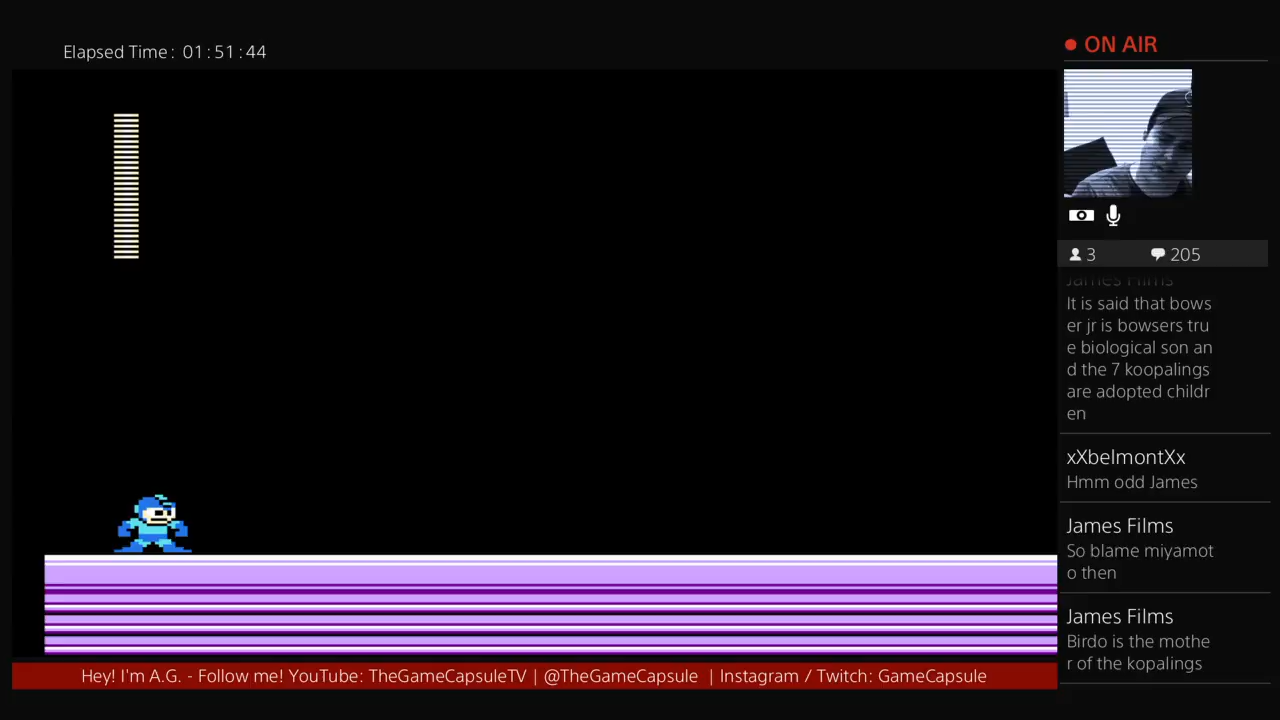 Elapsed Time: 01:51:44
ON AIR
3 205
James Films
It is said that bows
er jr is bowsers tru
e biological son an
d the 7 koopalings
are adopted childr
en
xXbelmontXx
Hmm odd James
James Films
So blame miyamot
o then
James Films
Birdo is the mothe
r of the kopalings
Hey! I'm A.G. - Follow me! YouTube: TheGameCapsuleTV | @TheGameCapsule | Instagram / Twitch: GameCapsule